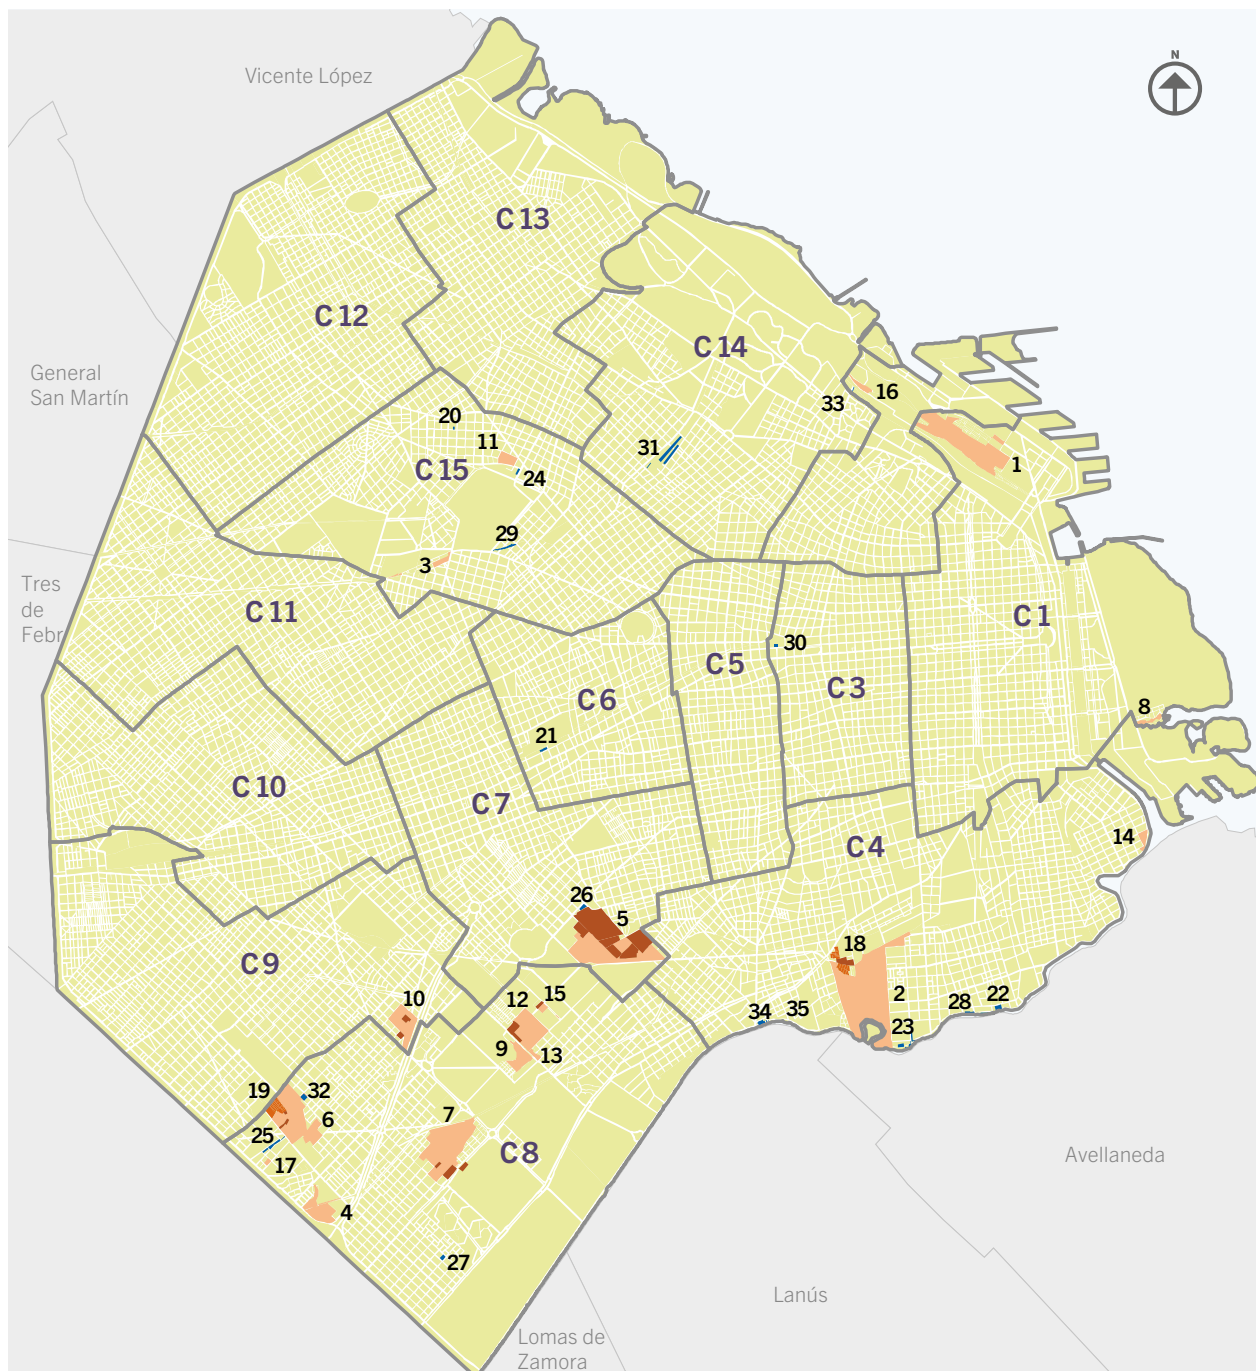 N
Vicente López
C 13
C 12
C 14
General
San Martín
33
16
20
11
31
1
C 15
24
29
3
Tres
de
Febr
C 11
C 1
30
C 5
C 3
C 6
8
21
C 10
C 7
14
C 4
26
5
18
C 9
2
10
12
15
34
35
28
22
23
9
13
19
32
6
7
25
17
C 8
Avellaneda
4
27
Lanús
Lomas de
Zamora